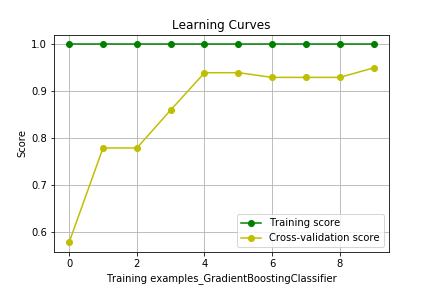 Learning Curves
1.0
0.9
0.8
0.7
0.6
Score
Training score
Cross-validation score
0 2 4 6 8
Training examples_GradientBoostingClassifier